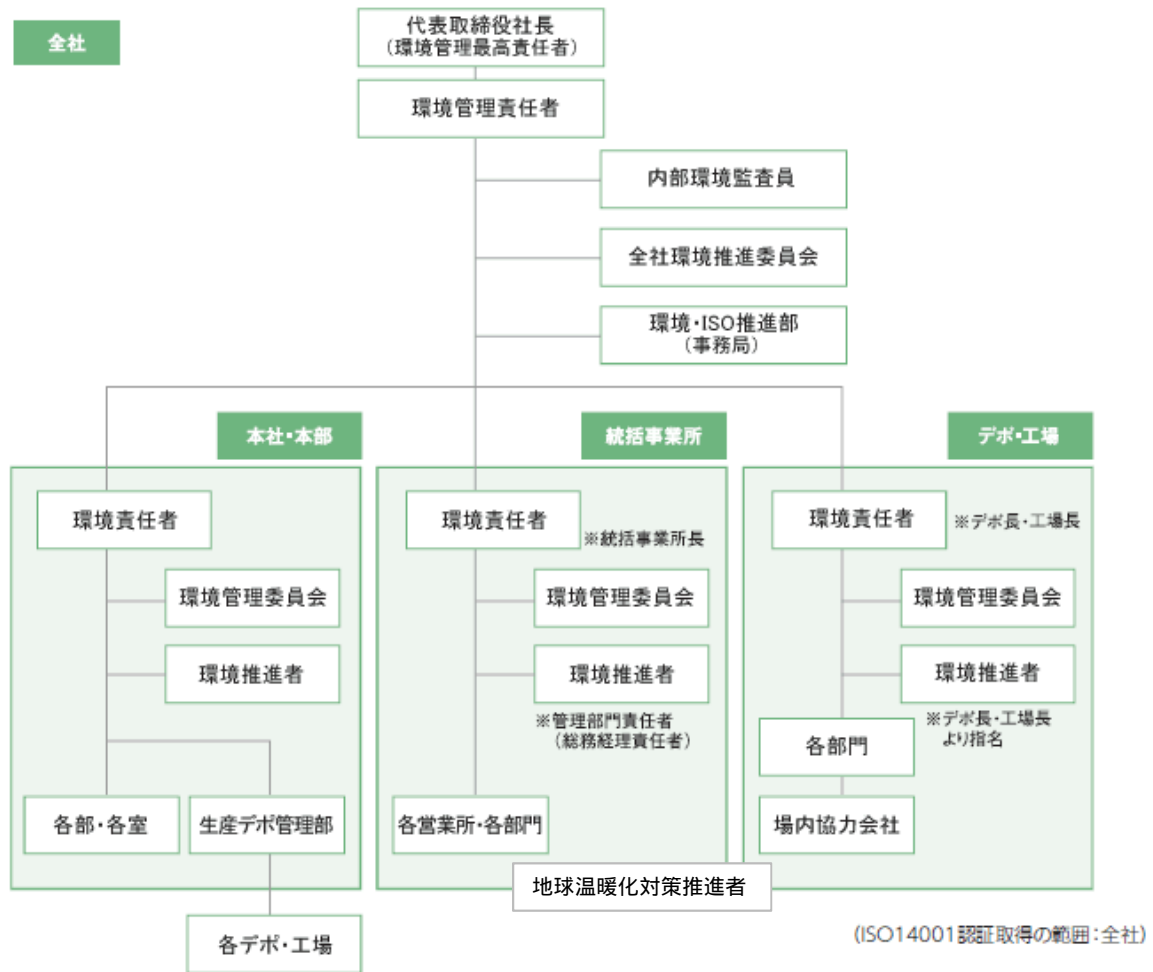 全社
代表取締役社長
（環境管理最高責任者）
環境管理責任者
内部環境監査員
全社環境推進委員会
環境・ISO推進部
（事務局）
本社・本部
環境責任者
環境管理委員会
環境推進者
各部・各室
生産デポ管理部
各デポ・工場
統括事業所
環境責任者
※統括事業所長
環境管理委員会
環境推進者
※管理部門責任者
（総務経理責任者）
各営業所・各部門
デポ・工場
環境責任者
※デポ長・工場長
環境管理委員会
環境推進者
※デポ長・工場長
より指名
各部門
場内協力会社
地球温暖化対策推進者
(ISO14001認証取得の範囲：全社)